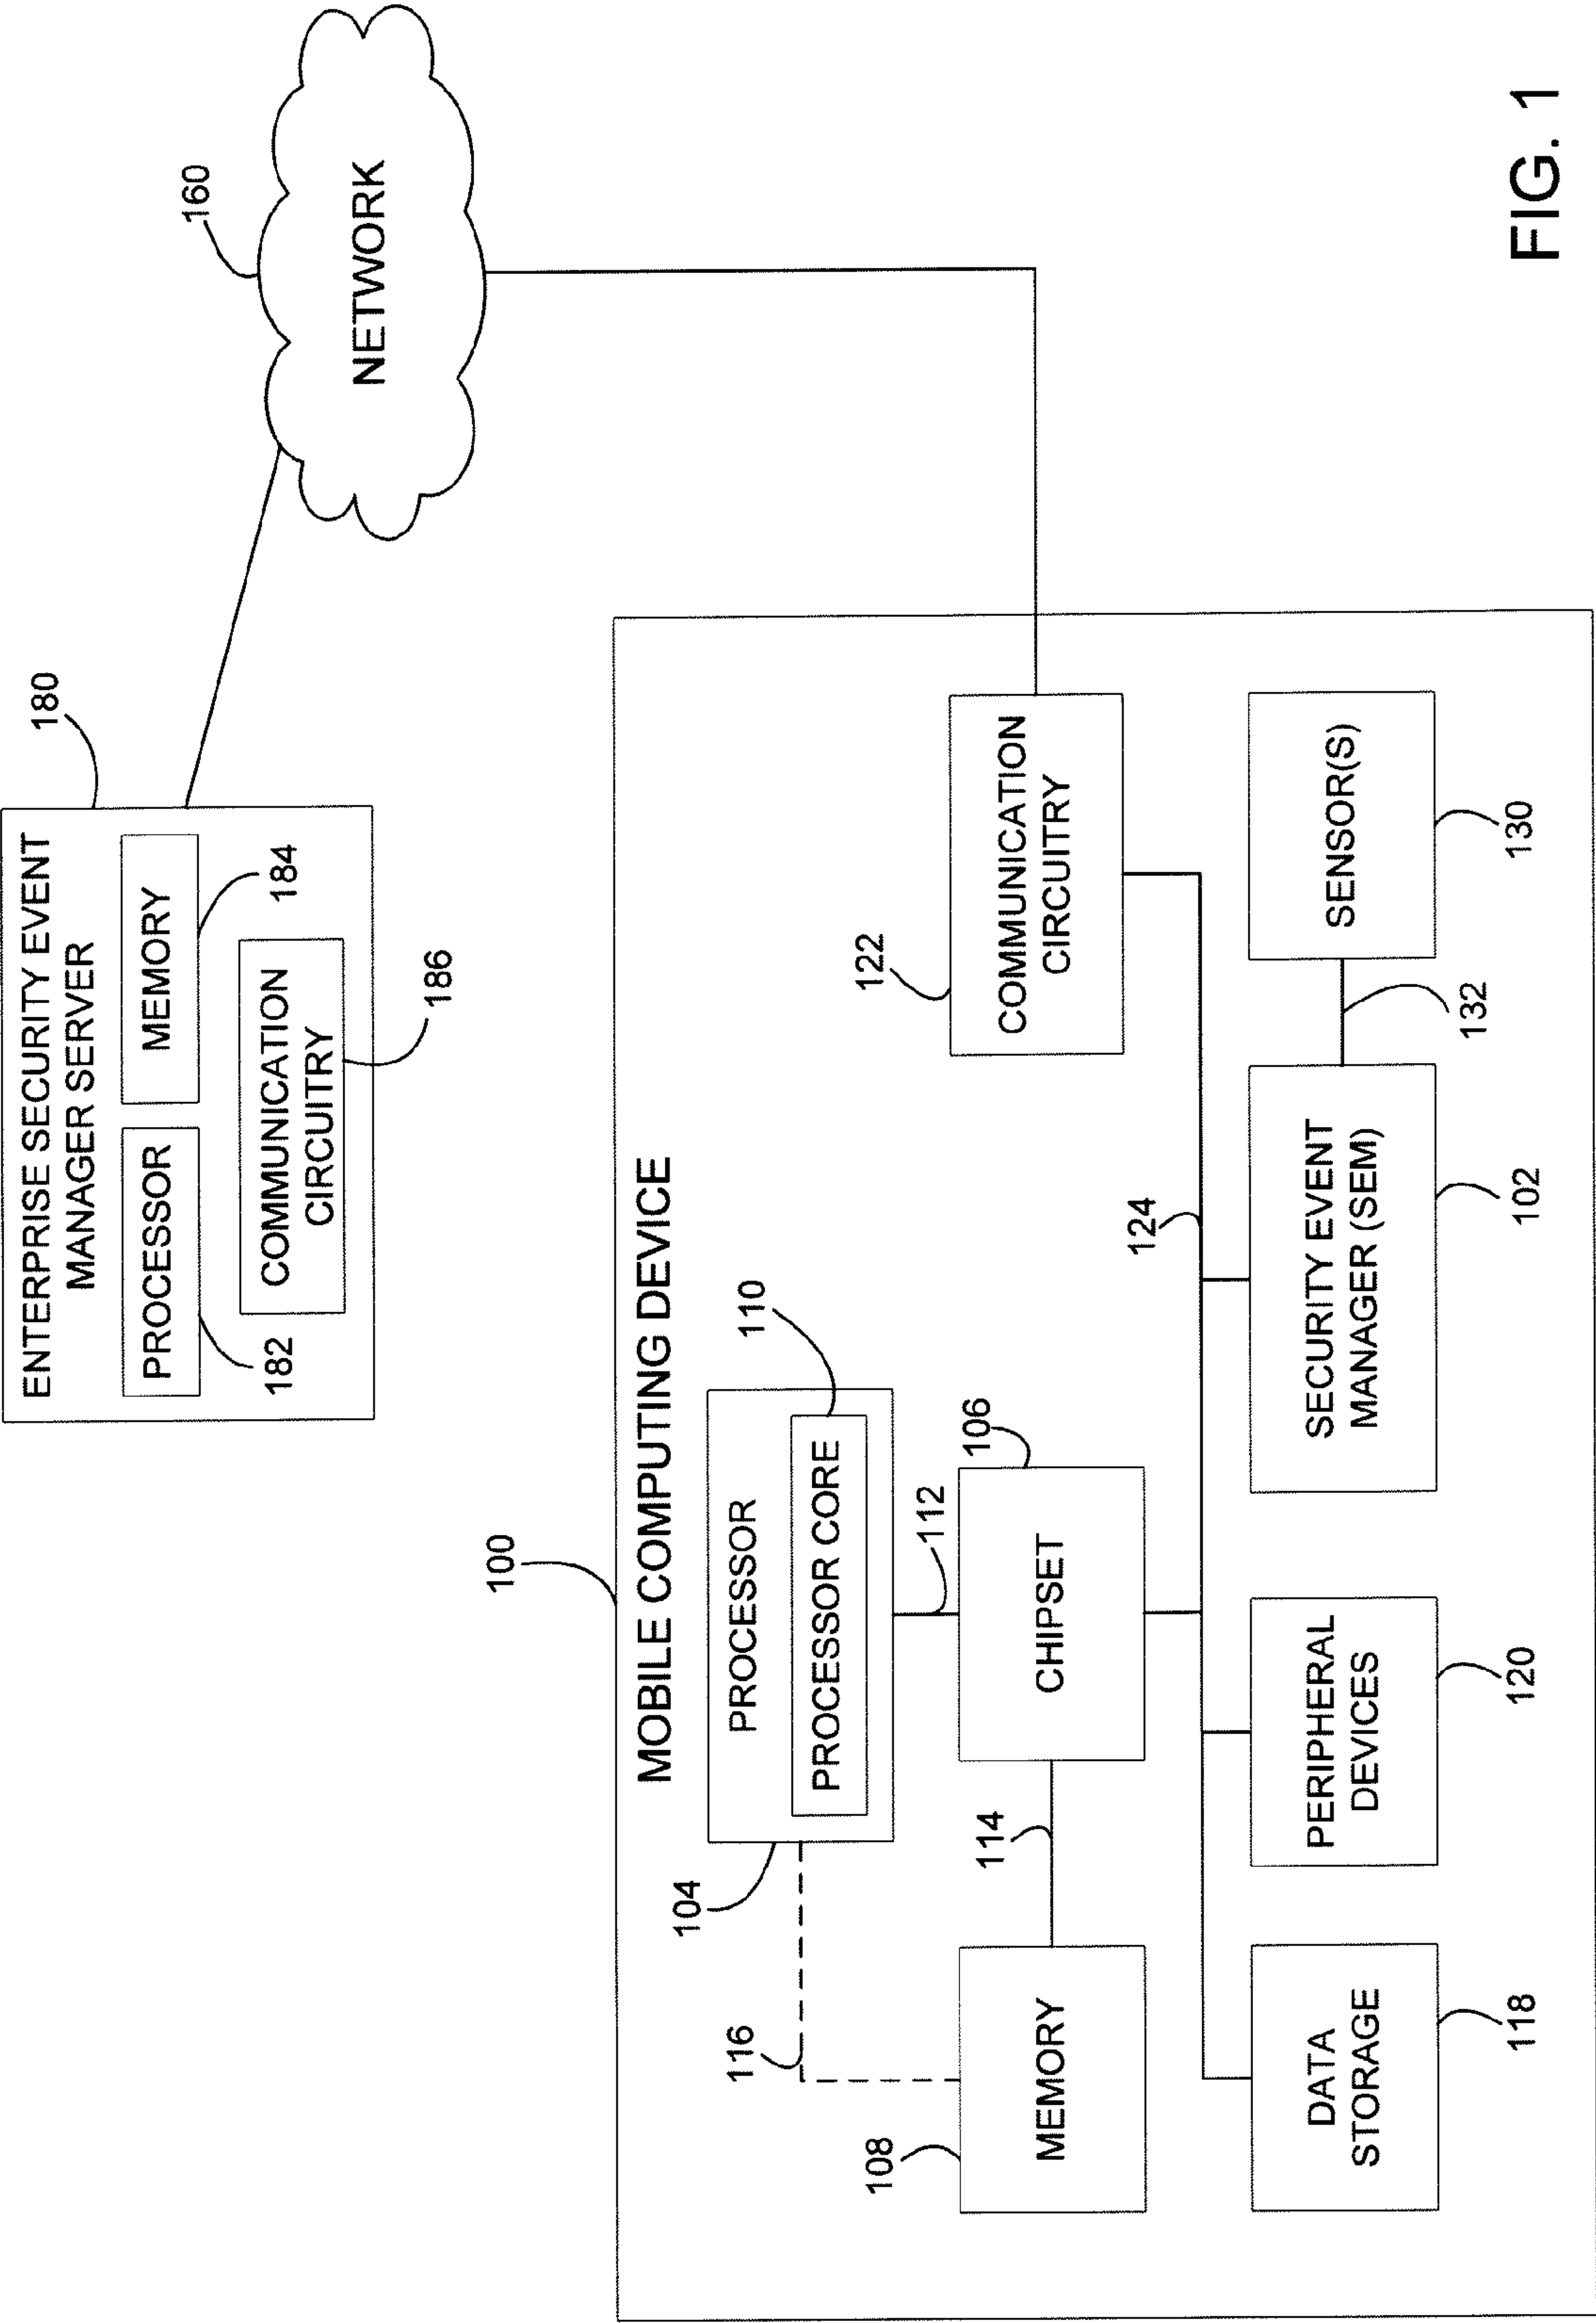 ENTERPRISE SECURITY EVENT
MANAGER SERVER
180
PROCESSOR
MEMORY
182
184
COMMUNICATION
CIRCUITRY
186
160
NETWORK
100
MOBILE COMPUTING DEVICE
104
PROCESSOR
PROCESSOR CORE
110
116
112
108
MEMORY
114
CHIPSET
106
122
COMMUNICATION
CIRCUITRY
124
DATA
STORAGE
118
PERIPHERAL
DEVICES
120
SECURITY EVENT
MANAGER (SEM)
102
132
SENSOR(S)
130
FIG. 1